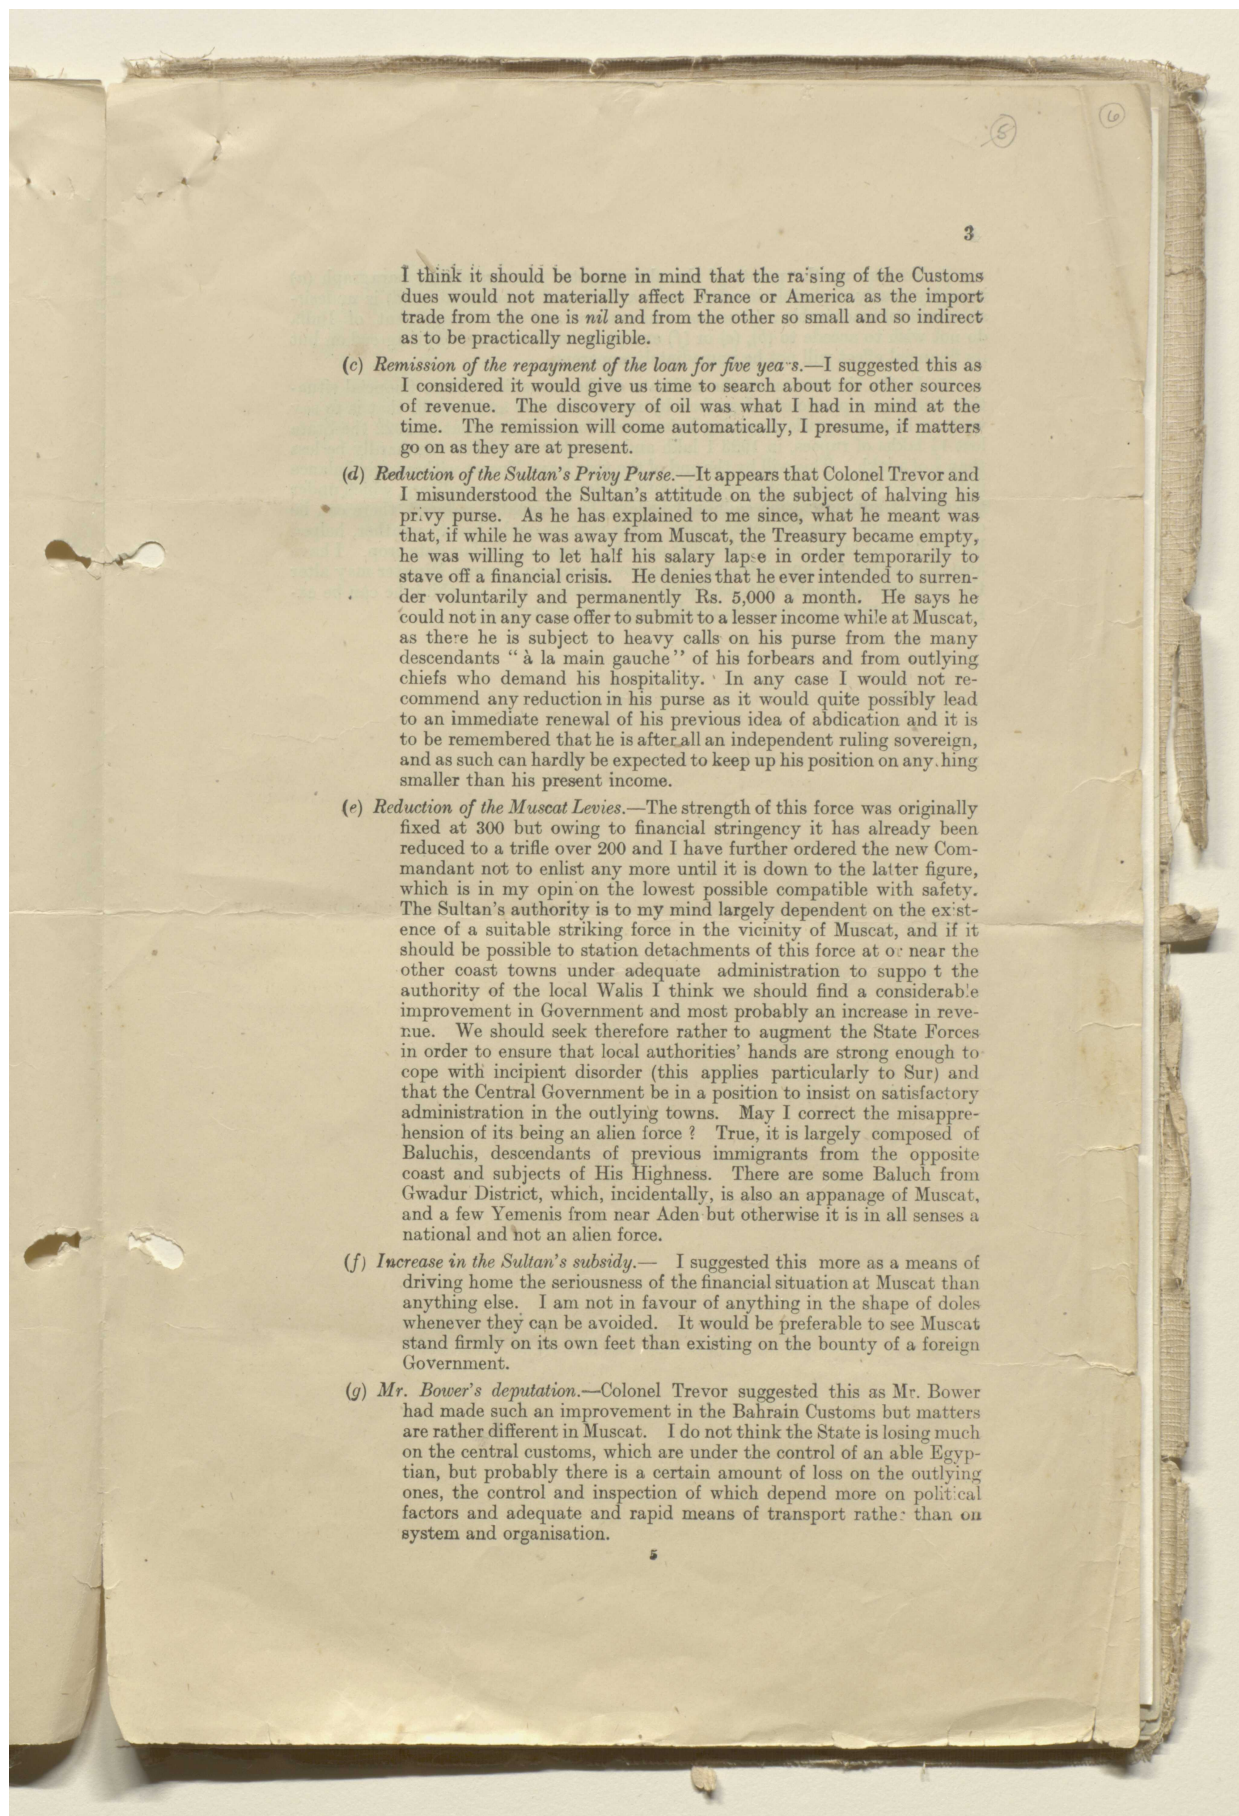 5
6
3
I think it should be borne in mind that the raising of the Customs
dues would not materially affect France or America as the import
trade from the one is nil and from the other so small and so indirect
as to be practically negligible.
(c) Remission of the repayment of the loan for five years.—I suggested this as
I considered it would give us time to search about for other sources
of revenue. The discovery of oil was what I had in mind at the
time. The remission will come automatically, I presume, if matters
go on as they are at present.
(d) Reduction of the Sultan's Privy Purse.—It appears that Colonel Trevor and
I misunderstood the Sultan's attitude on the subject of halving his
privy purse. As he has explained to me since, what he meant was
that, if while he was away from Muscat, the Treasury became empty,
he was willing to let half his salary lapse in order temporarily to
stave off a financial crisis. He denies that he ever intended to surren-
der voluntarily and permanently Rs. 5,000 a month. He says he
could not in any case offer to submit to a lesser income while at Muscat,
as there he is subject to heavy calls on his purse from the many
descendants “ à la main gauche ” of his forbears and from outlying
chiefs who demand his hospitality. In any case I would not re-
commend any reduction in his purse as it would quite possibly lead
to an immediate renewal of his previous idea of abdication and it is
to be remembered that he is after all an independent ruling sovereign,
and as such can hardly be expected to keep up his position on anything
smaller than his present income.
(e) Reduction of the Muscat Levies.—The strength of this force was originally
fixed at 300 but owing to financial stringency it has already been
reduced to a trifle over 200 and I have further ordered the new Com-
mandant not to enlist any more until it is down to the latter figure,
which is in my opinion the lowest possible compatible with safety.
The Sultan's authority is to my mind largely dependent on the exist-
ence of a suitable striking force in the vicinity of Muscat, and if it
should be possible to station detachments of this force at or near the
other coast towns under adequate administration to support the
authority of the local Walis I think we should find a considerable
improvement in Government and most probably an increase in reve-
nue. We should seek therefore rather to augment the State Forces
in order to ensure that local authorities' hands are strong enough to
cope with incipient disorder (this applies particularly to Sur) and
that the Central Government be in a position to insist on satisfactory
administration in the outlying towns. May I correct the misappre-
hension of its being an alien force ? True, it is largely composed of
Baluchis, descendants of previous immigrants from the opposite
coast and subjects of His Highness. There are some Baluch from
Gwadur District, which, incidentally, is also an appanage of Muscat,
and a few Yemenis from near Aden but otherwise it is in all senses a
national and not an alien force.
(f) Increase in the Sultan's subsidy.— I suggested this more as a means of
driving home the seriousness of the financial situation at Muscat than
anything else. I am not in favour of anything in the shape of doles
whenever they can be avoided. It would be preferable to see Muscat
stand firmly on its own feet than existing on the bounty of a foreign
Government.
(g) Mr. Bower's deputation.—Colonel Trevor suggested this as Mr. Bower
had made such an improvement in the Bahrain Customs but matters
are rather different in Muscat. I do not think the State is losing much
on the central customs, which are under the control of an able Egyp-
tian, but probably there is a certain amount of loss on the outlying
ones, the control and inspection of which depend more on political
factors and adequate and rapid means of transport rather than on
system and organisation.
5